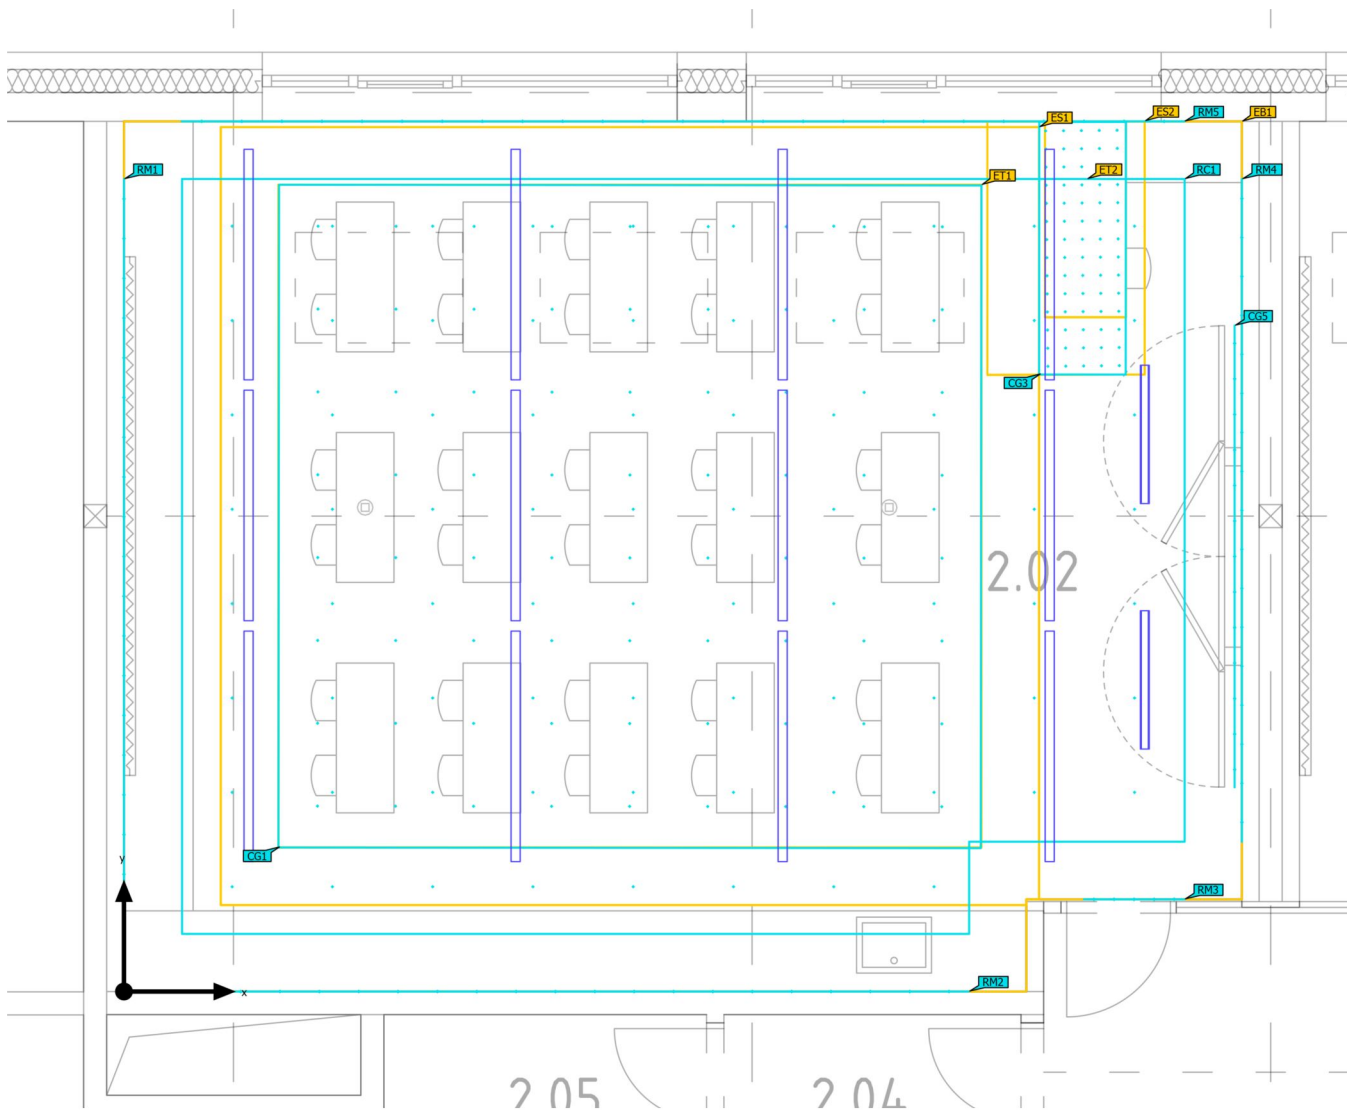 ES1
ES2
RM5
EB1
RM1
ET1
ET2
RC1
RM4
CG5
CG3
2.02
CG1
y
RM3
RM2
x
2.05
2.04